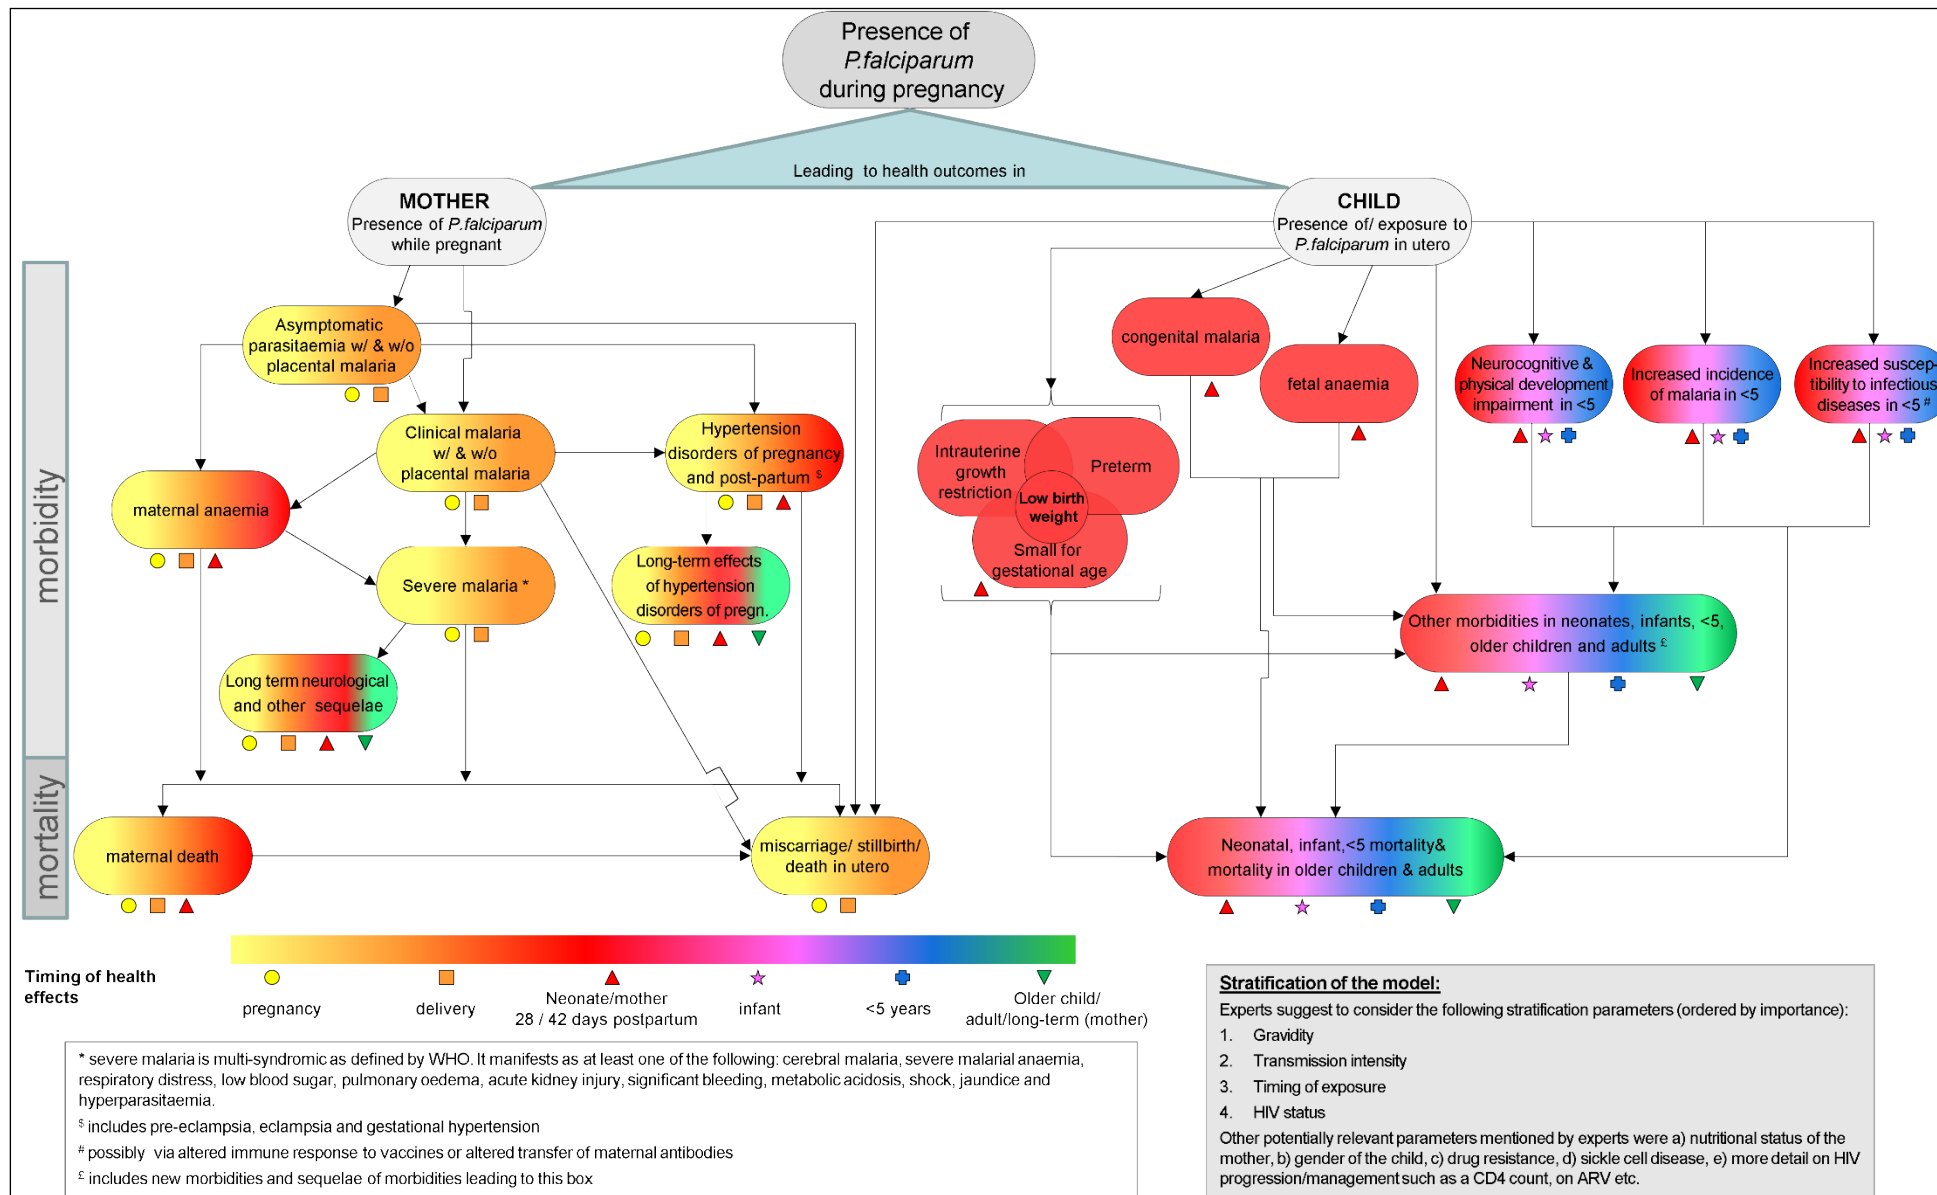 Presence of
P.falciparum
during pregnancy
Leading to health outcomes in
MOTHER
Presence of P.falciparum
while pregnant
CHILD
Presence of/ exposure to
P.falciparum in utero
morbidity
mortality
Asymptomatic
parasitaemia w/ & w/o
placental malaria
Clinical malaria
w/ & w/o
placental malaria
Hypertension
disorders of pregnancy
and post-partum $
maternal anaemia
Severe malaria *
Long-term effects
of hypertension
disorders of pregn.
Long term neurological
and other sequelae
maternal death
miscarriage/ stillbirth/
death in utero
congenital malaria
fetal anaemia
Neurocognitive &
physical development
impairment in <5
Increased incidence
of malaria in <5
Increased suscep-
tibility to infectious
diseases in <5 #
Intrauterine
growth
restriction
Preterm
Low birth
weight
Small for
gestational age
Other morbidities in neonates, infants, <5,
older children and adults £
Neonatal, infant,<5 mortality&
mortality in older children & adults
Timing of health
effects
pregnancy
delivery
Neonate/mother
28 / 42 days postpartum
infant
<5 years
Older child/
adult/long-term (mother)
* severe malaria is multi-syndromic as defined by WHO. It manifests as at least one of the following: cerebral malaria, severe malarial anaemia,
respiratory distress, low blood sugar, pulmonary oedema, acute kidney injury, significant bleeding, metabolic acidosis, shock, jaundice and
hyperparasitaemia.
$ includes pre-eclampsia, eclampsia and gestational hypertension
# possibly via altered immune response to vaccines or altered transfer of maternal antibodies
£ includes new morbidities and sequelae of morbidities leading to this box
Stratification of the model:
Experts suggest to consider the following stratification parameters (ordered by importance):
1. Gravidity
2. Transmission intensity
3. Timing of exposure
4. HIV status
Other potentially relevant parameters mentioned by experts were a) nutritional status of the
mother, b) gender of the child, c) drug resistance, d) sickle cell disease, e) more detail on HIV
progression/management such as a CD4 count, on ARV etc.